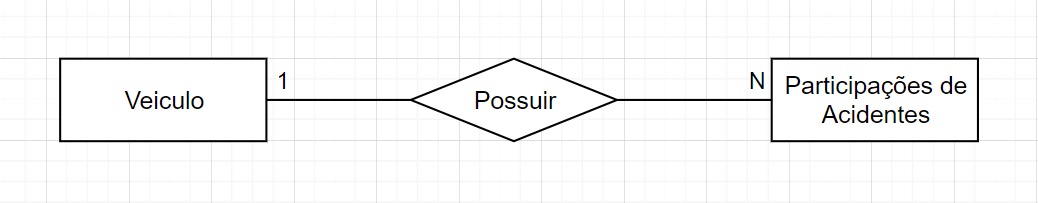 Veiculo
1
Possuir
N
Participações de
Acidentes